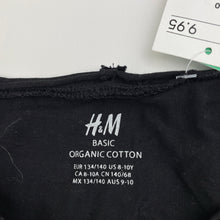 9.95
0
H&M
BASIC
ORGANIC COTTON
EUR 134/140 US 8-10Y
CA 8-10A CN 140/68
MX 134/140 AUS 9-10